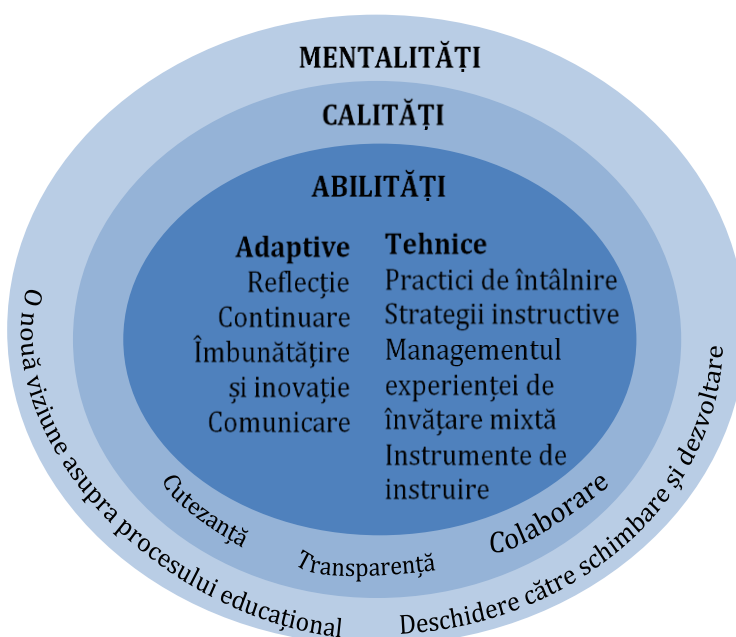 MENTALITĂȚI
CALITĂȚI
ABILITĂȚI
Adaptive
Reflecție
Continuare
Îmbunătățire
și inovație
Comunicare
Tehnice
Practici de întâlnire
Strategii instructive
Managementul
experienței de
învățare mixtă
Instrumente de
instruire
Cutezanță
Transparență
Colaborare
O nouă viziune asupra procesului educațional
Deschidere către schimbare și dezvoltare